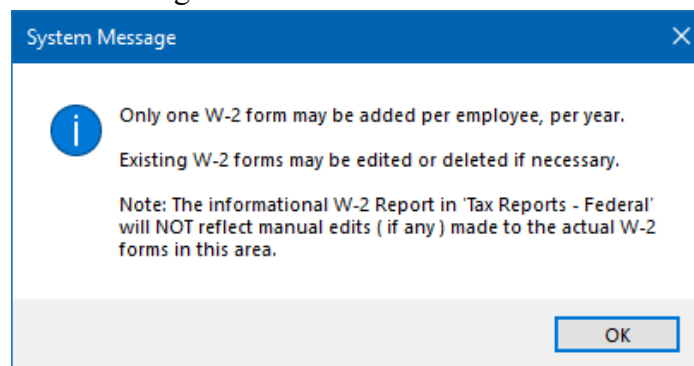 System Message
Only one W-2 form may be added per employee, per year.
Existing W-2 forms may be edited or deleted if necessary.
Note: The informational W-2 Report in 'Tax Reports - Federal'
will NOT reflect manual edits ( if any ) made to the actual W-2
forms in this area.
OK